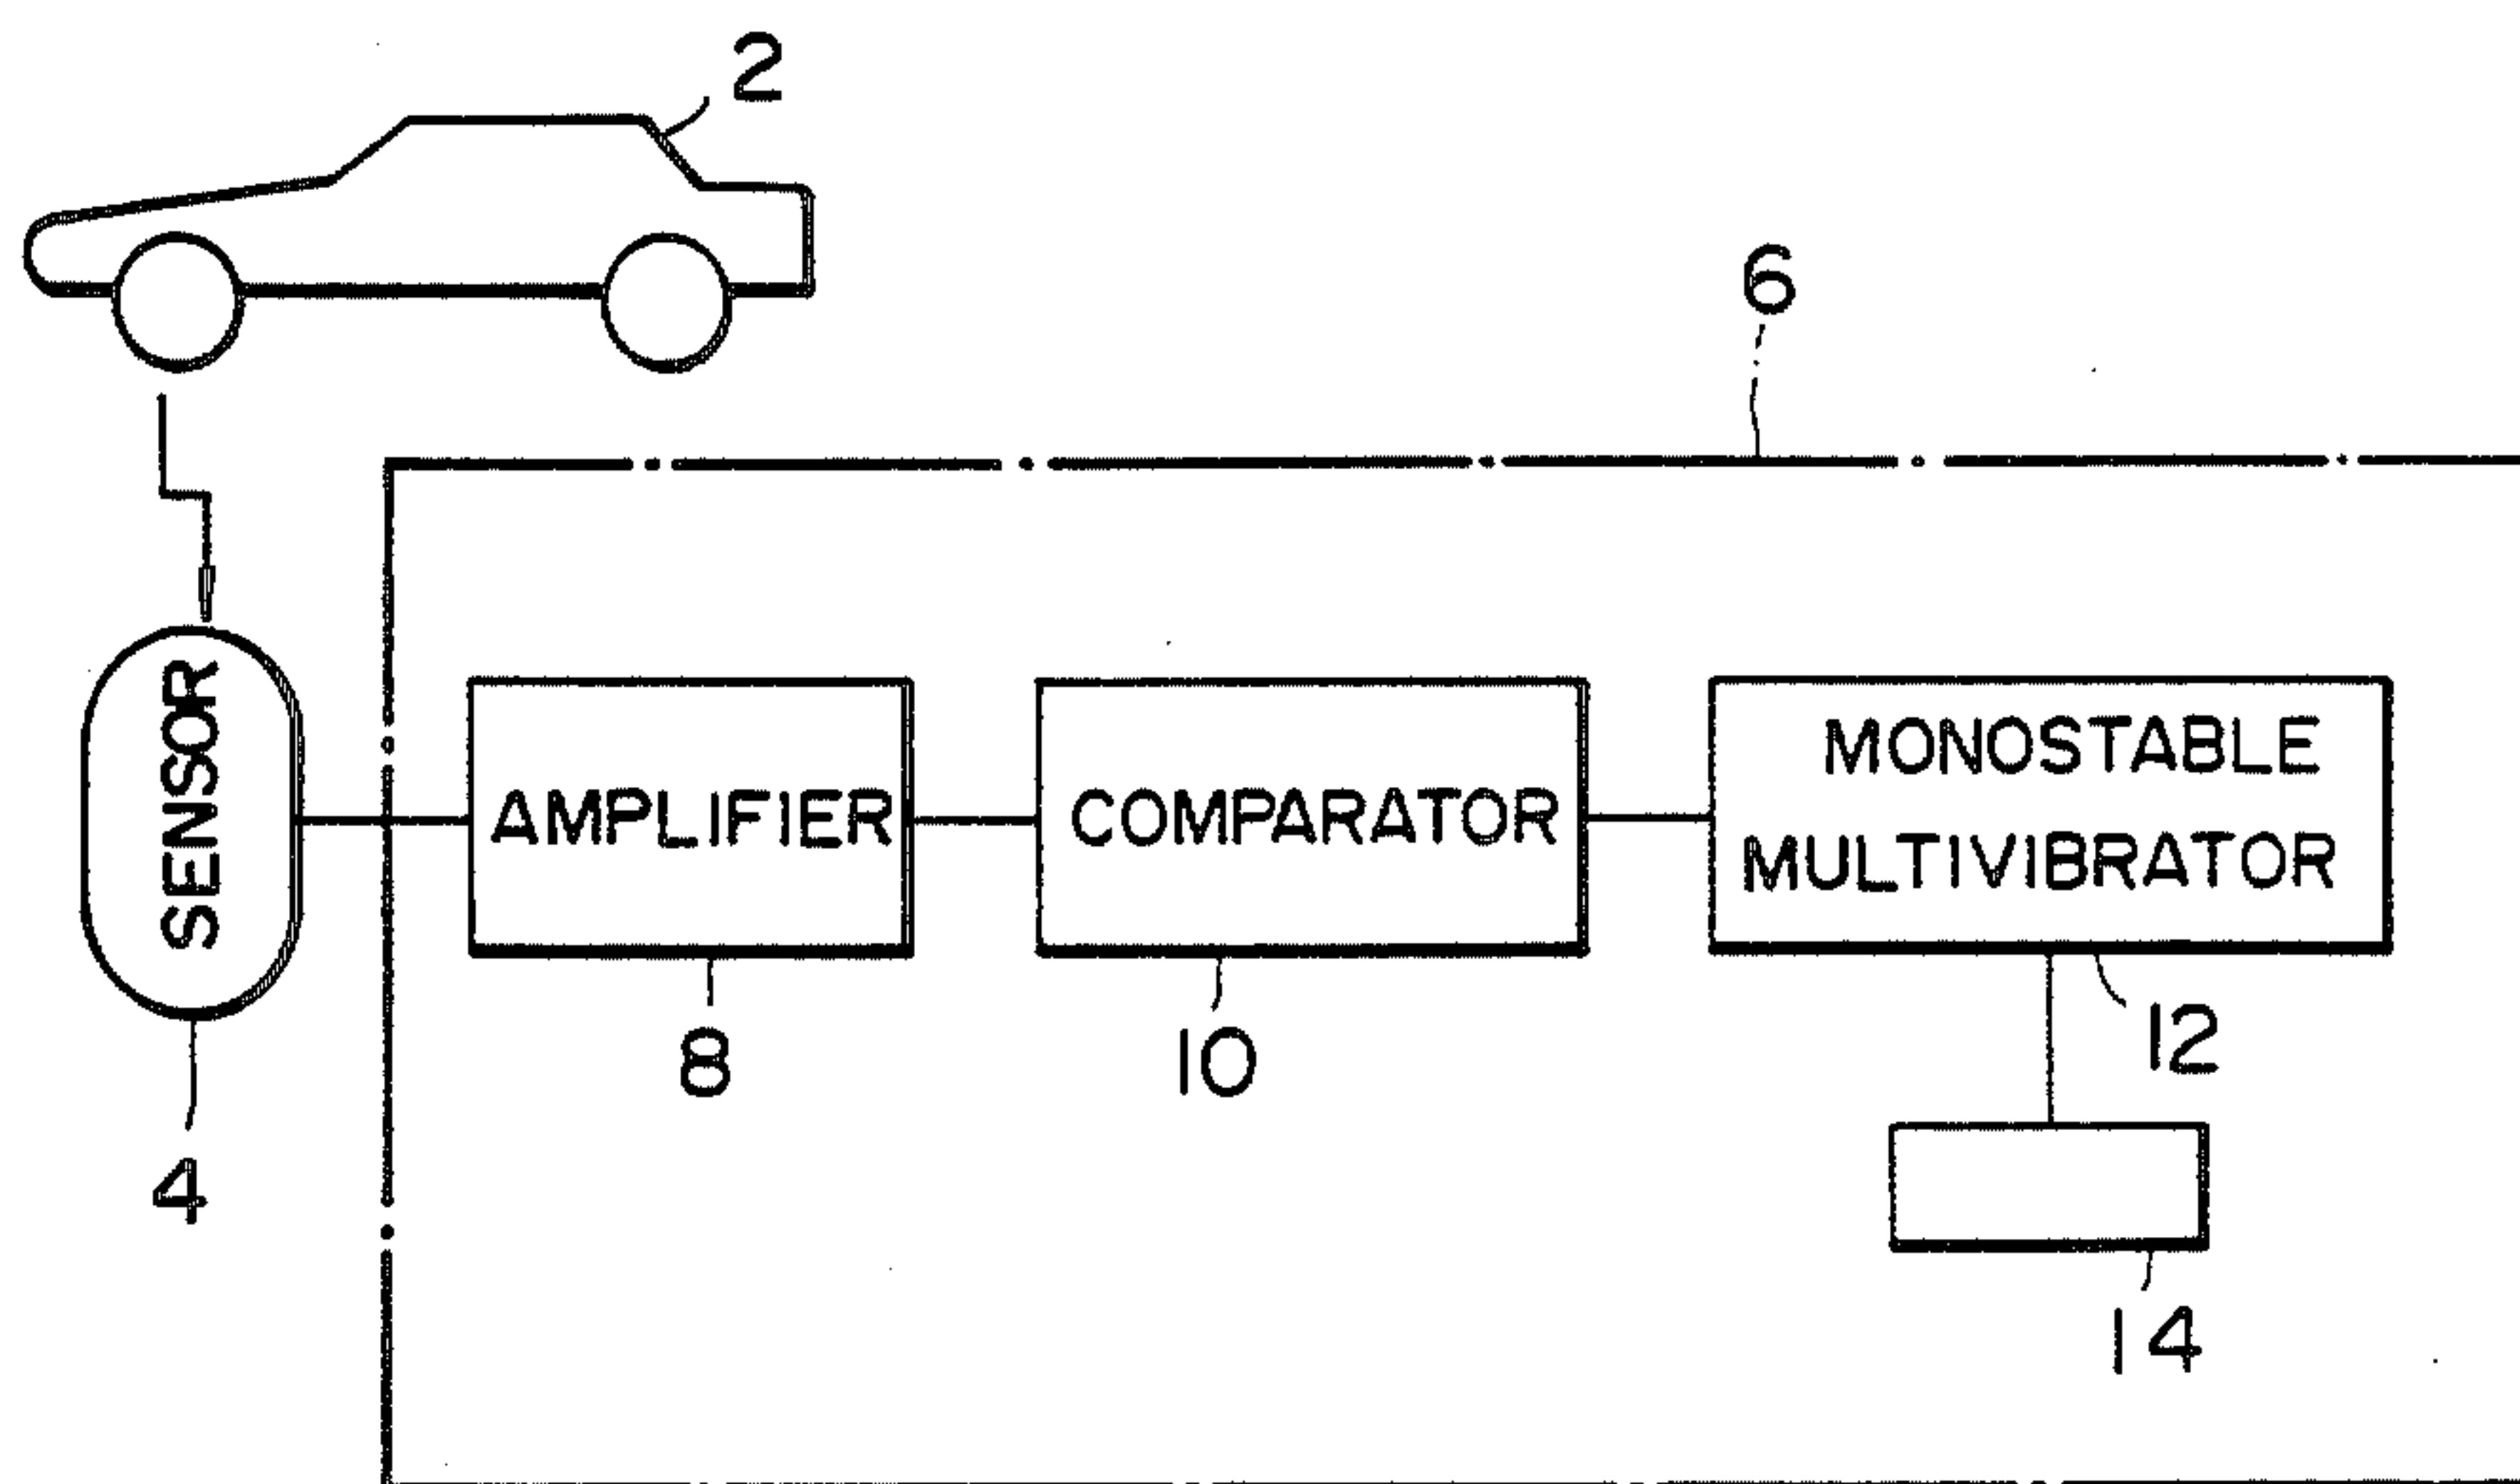 2
6
SENSOR
AMPLIFIER
COMPARATOR
MONOSTABLE
MULTIVIBRATOR
8
10
12
4
14